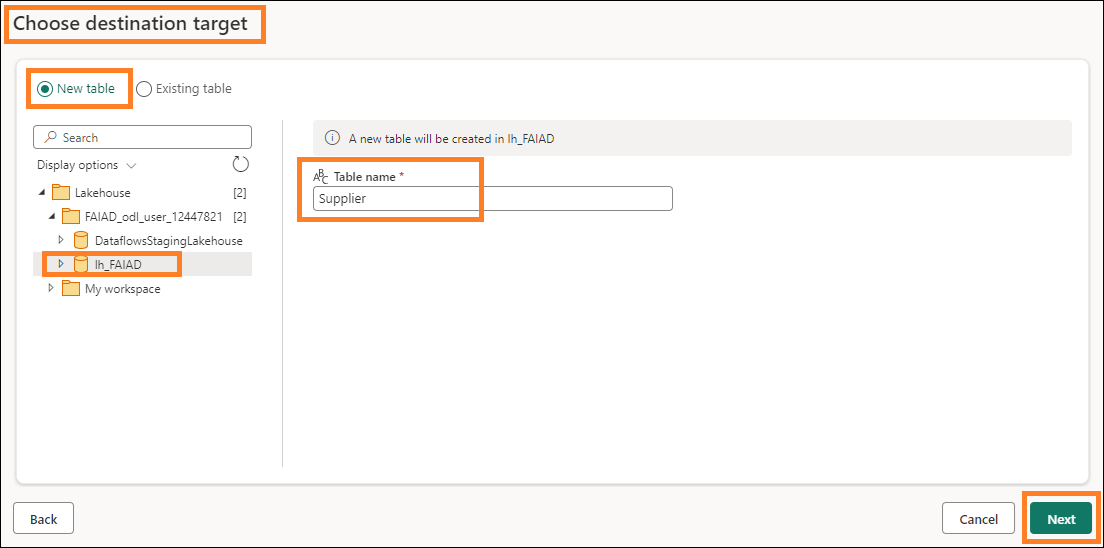 Choose destination target
New table
Existing table
Search
Display options
Lakehouse [2]
FAIAD_odl_user_12447821 [2]
DataflowsStagingLakehouse
lh_FAIAD
My workspace
A new table will be created in lh_FAIAD
ABC Table name *
Supplier
Back
Cancel
Next